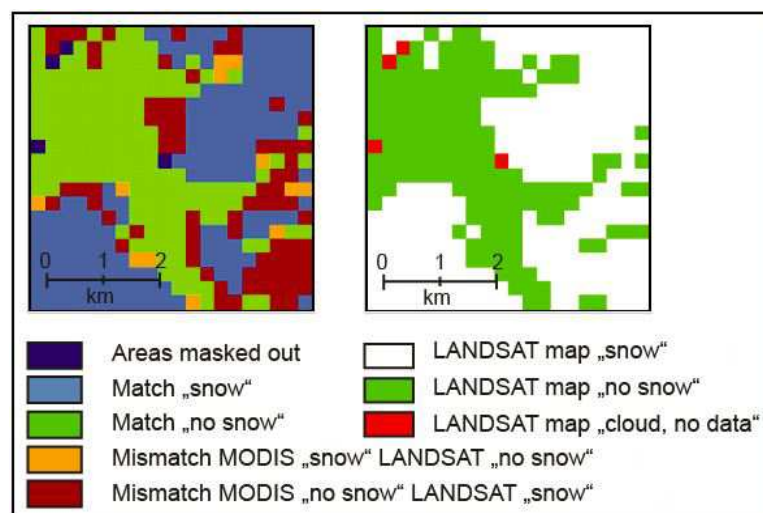 0 1 2
km
0 1 2
km
Areas masked out
Match „snow“
Match „no snow“
Mismatch MODIS „snow“ LANDSAT „no snow“
Mismatch MODIS „no snow“ LANDSAT „snow“
LANDSAT map „snow“
LANDSAT map „no snow“
LANDSAT map „cloud, no data“